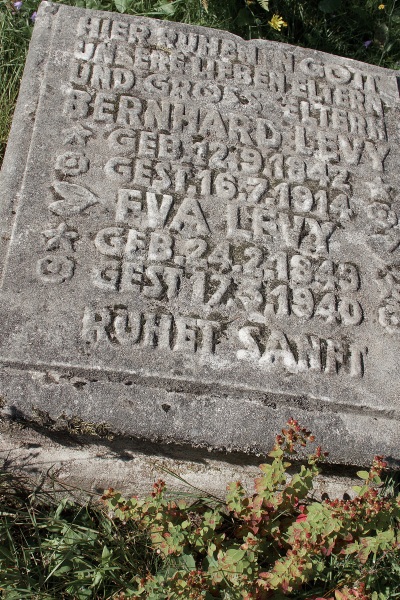 HIER RUHEN IN GOTT
UNSERE LIEBEN ELTERN
UND GROSSELTERN
BERNHARD LEVY
GEB. 12.9.1842
GEST. 16.7.1914
EVA LEVY
GEB. 24.2.1849
GEST. 17.3.1940
RUHET SANFT